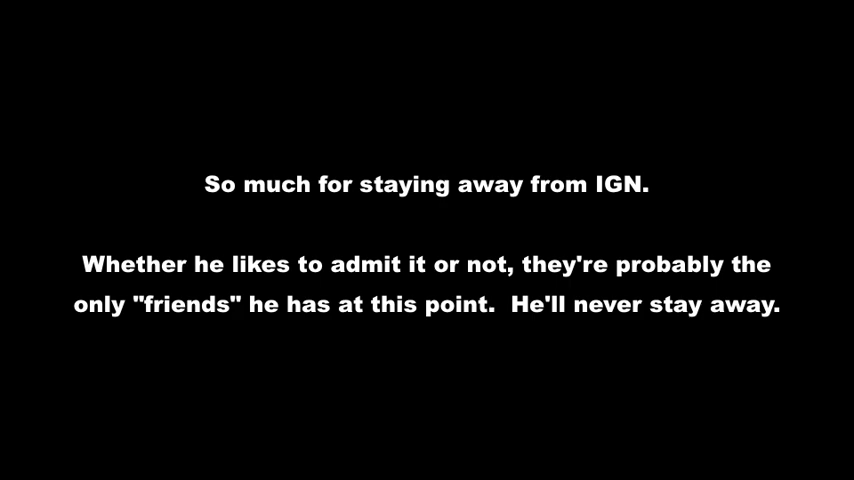 So much for staying away from IGN.
Whether he likes to admit it or not, they're probably the
only "friends" he has at this point.  He'll never stay away.